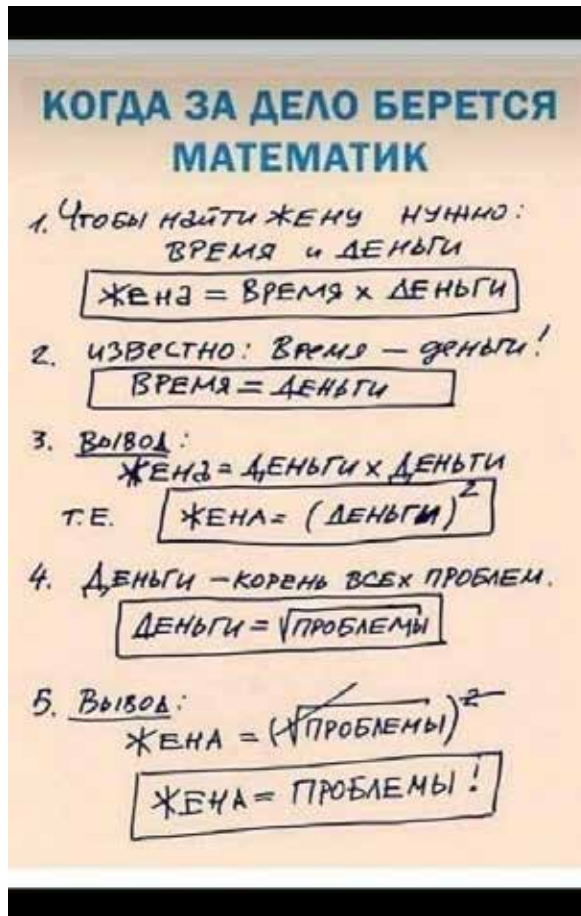 КОГДА ЗА ДЕЛО БЕРЕТСЯ
МАТЕМАТИК
1. Чтобы найти жену нужно:
ВРЕМЯ и ДЕНЬГИ
Жена = ВРЕМЯ x ДЕНЬГИ
2. ИЗВЕСТНО: Время — деньги!
ВРЕМЯ = ДЕНЬГИ
3. ВЫВОД:
ЖЕНА = ДЕНЬГИ x ДЕНЬГИ
Т.Е. ЖЕНА = (ДЕНЬГИ)²
4. ДЕНЬГИ – КОРЕНЬ ВСЕХ ПРОБЛЕМ.
ДЕНЬГИ = √ПРОБЛЕМЫ
5. ВЫВОД:
ЖЕНА = (√ПРОБЛЕМЫ)²
ЖЕНА = ПРОБЛЕМЫ!